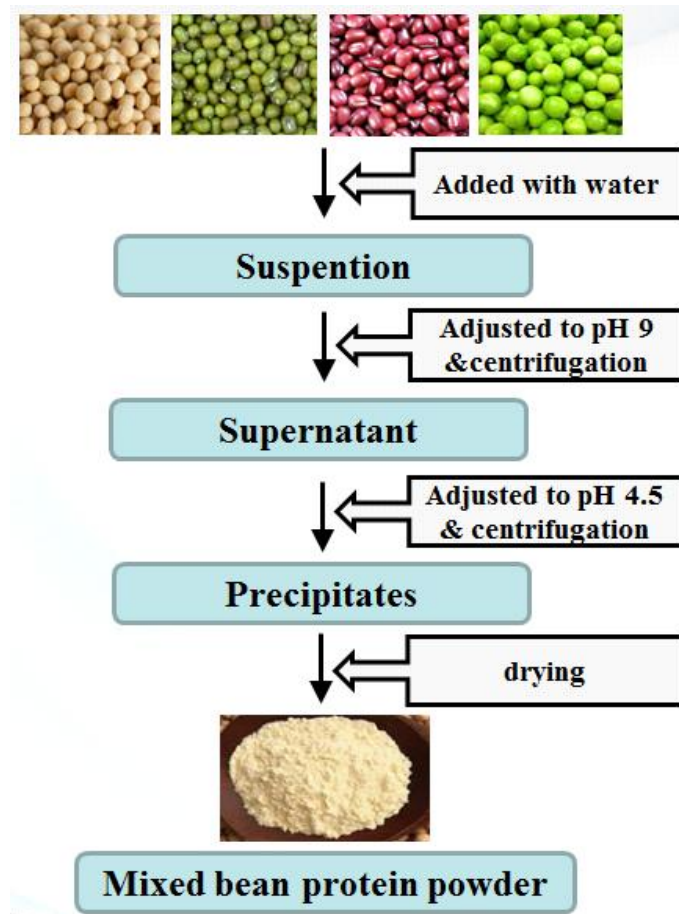 Added with water
Suspention
Adjusted to pH 9
&centrifugation
Supernatant
Adjusted to pH 4.5
& centrifugation
Precipitates
drying
Mixed bean protein powder